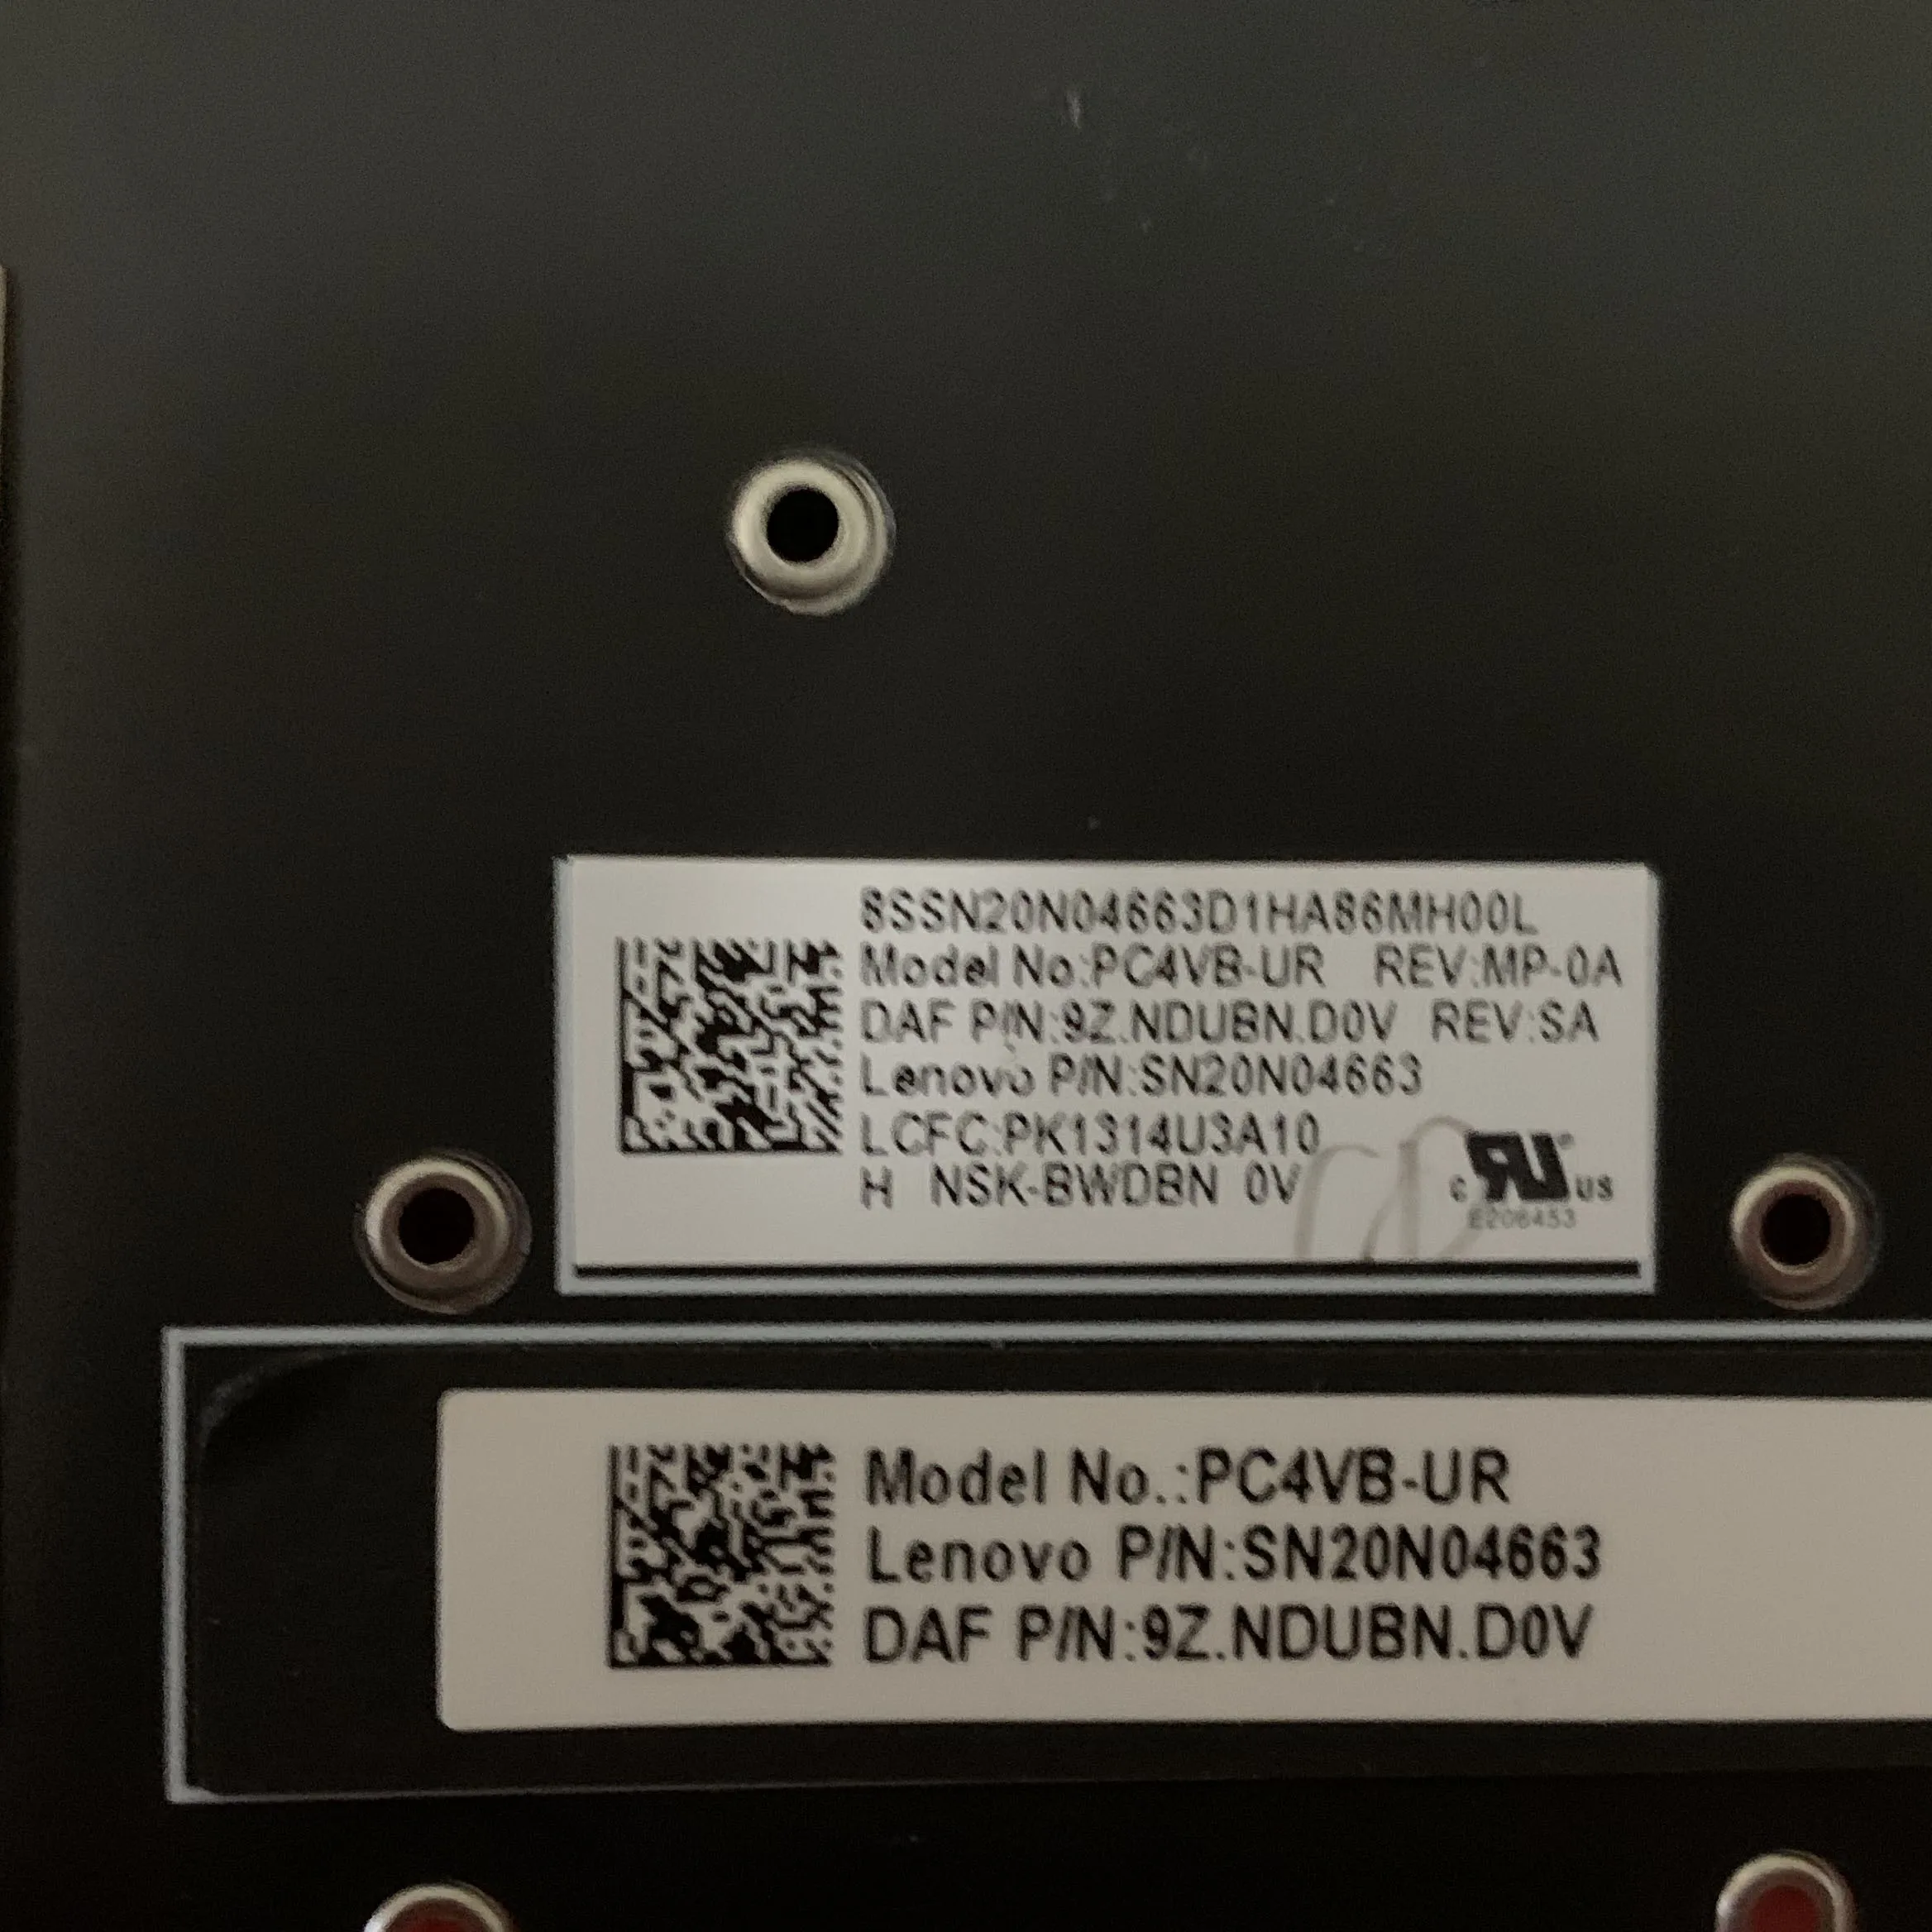 8SSN20N04663D1HA86MH00L
Model No:PC4VB-UR REV:MP-0A
DAF P/N:9Z.NDUBN.D0V REV:SA
Lenovo P/N:SN20N04663
LCFC:PK1314U3A10
H NSK-BWDBN 0V
c RU US
E206453
Model No.:PC4VB-UR
Lenovo P/N:SN20N04663
DAF P/N:9Z.NDUBN.D0V